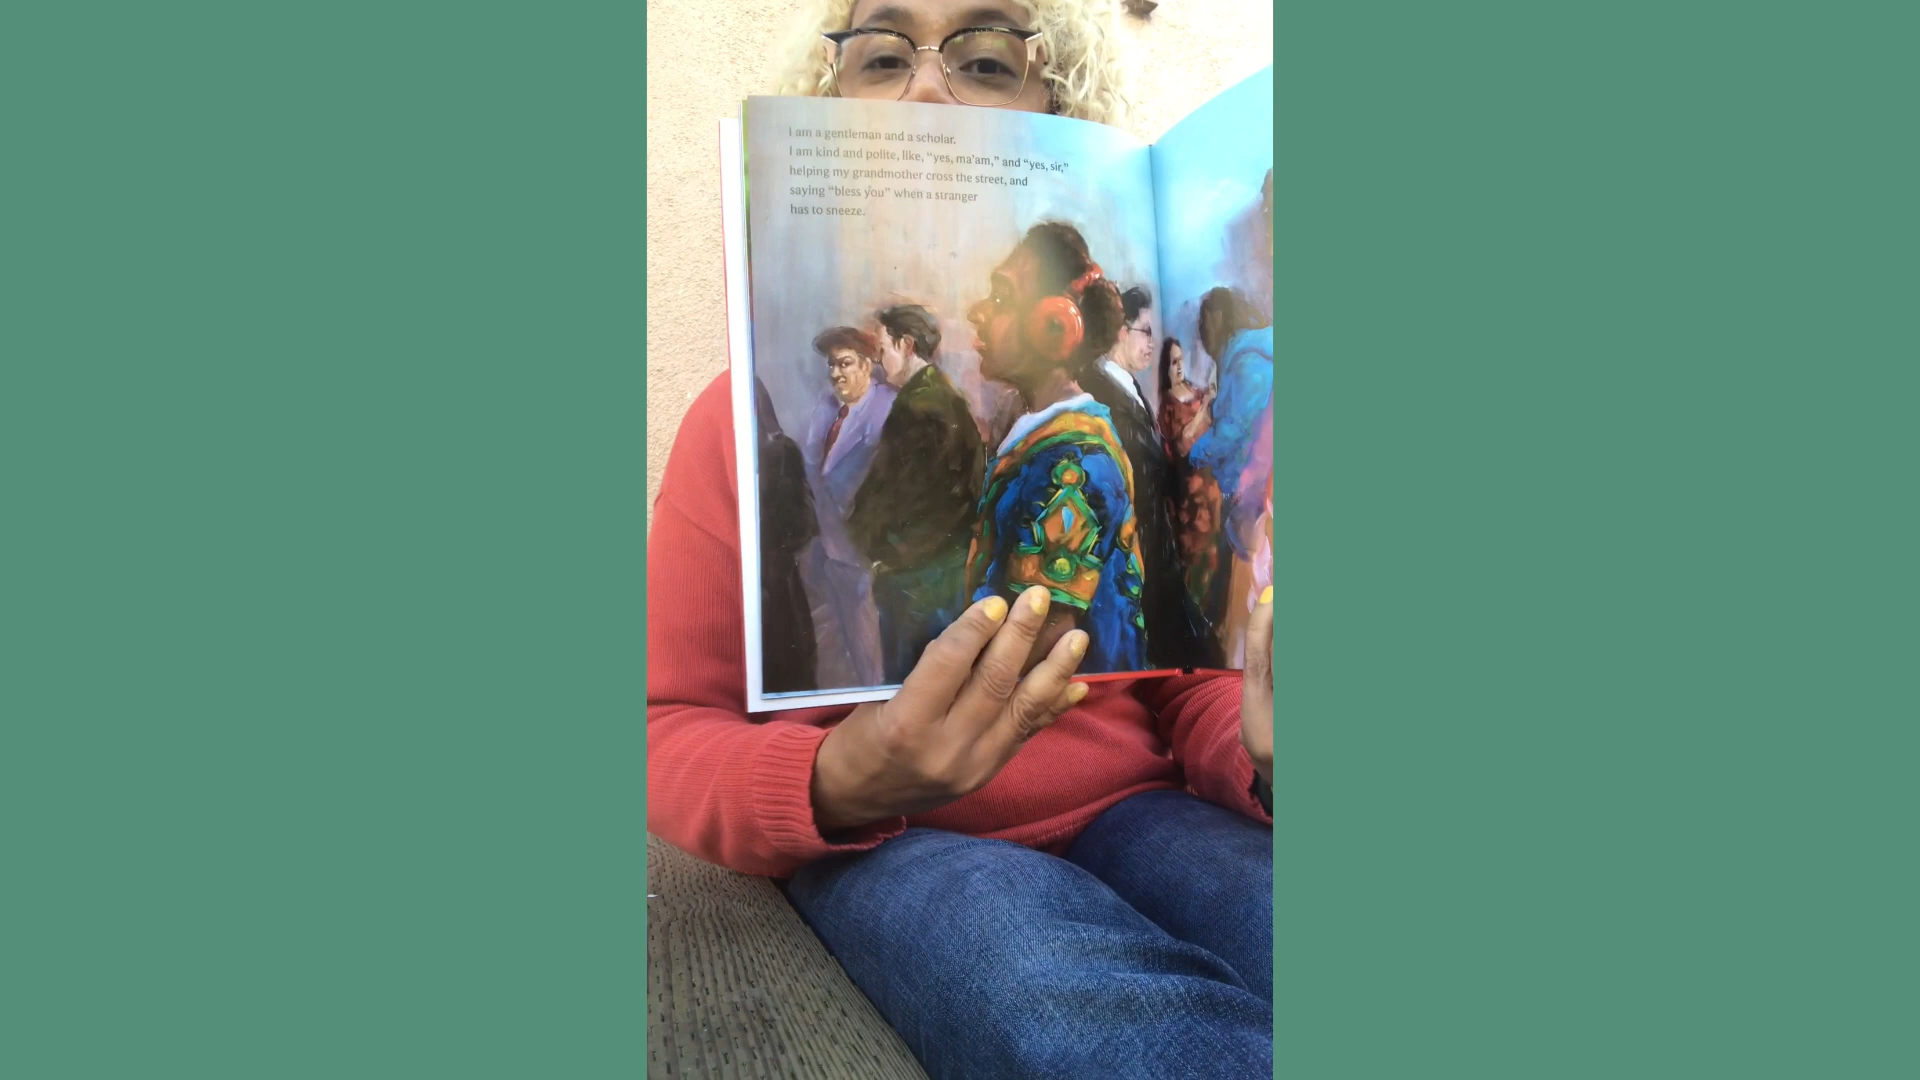 I am a gentleman and a scholar.
I am kind and polite, like, “yes, ma’am,” and “yes, sir,”
helping my grandmother cross the street, and
saying “bless you” when a stranger
has to sneeze.